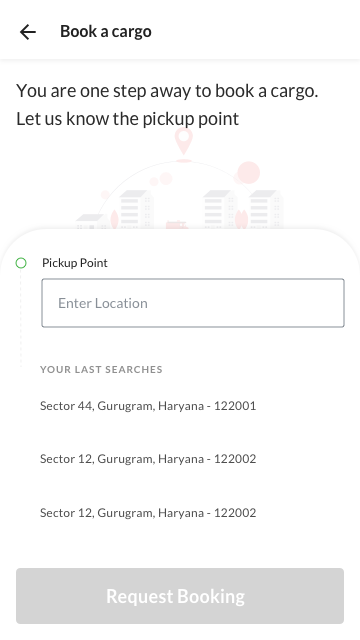 Book a cargo
You are one step away to book a cargo.
Let us know the pickup point
Pickup Point
Enter Location
YOUR LAST SEARCHES
Sector 44, Gurugram, Haryana - 122001
Sector 12, Gurugram, Haryana - 122002
Sector 12, Gurugram, Haryana - 122002
Request Booking